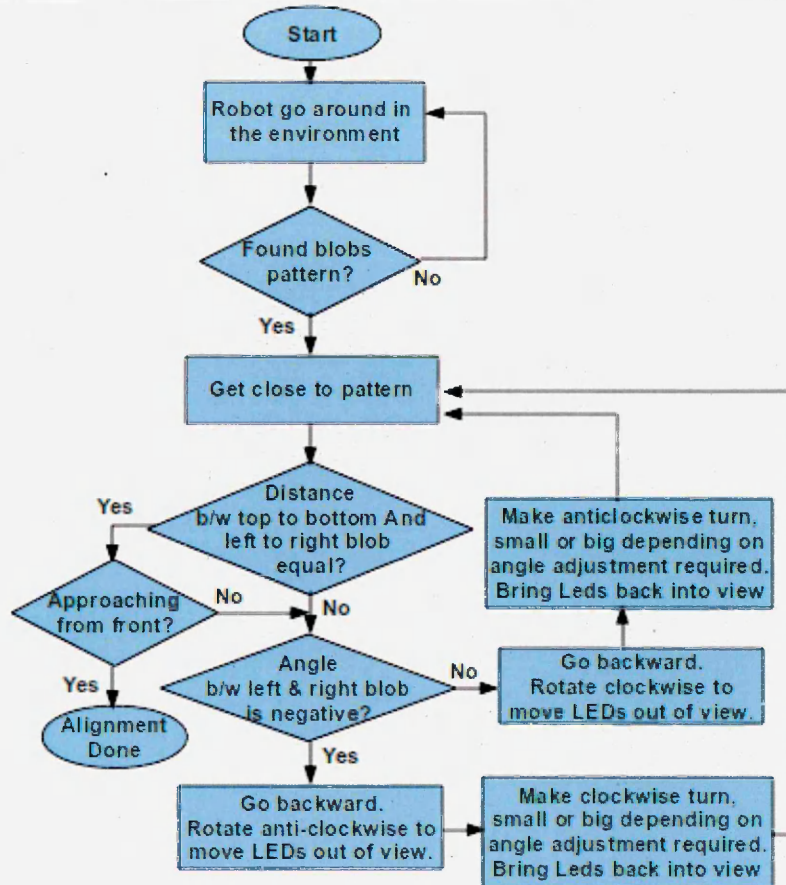 Start
Robot go around in
the environment
Found blobs
pattern?
No
Yes
Get close to pattern
Distance
b/w top to bottom And
left to right blob
equal?
Yes
Make anticlockwise turn,
small or big depending on
angle adjustment required.
Bring Leds back into view
Approaching
from front?
No
No
Yes
Angle
b/w left & right blob
is negative?
No
Go backward.
Rotate clockwise to
move LEDs out of view.
Alignment
Done
Yes
Go backward.
Rotate anti-clockwise to
move LEDs out of view.
Make clockwise turn,
small or big depending on
angle adjustment required.
Bring Leds back into view